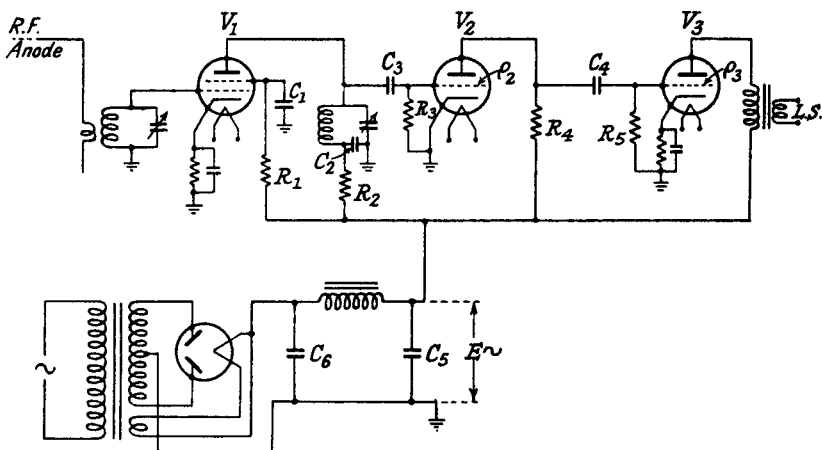 R.F.
Anode
V₁
V₂
V₃
C₁
C₃
C₄
ρ₂
ρ₃
R₃
R₄
R₅
L.S.
C₂
R₁
R₂
C₆
C₅
E~
~